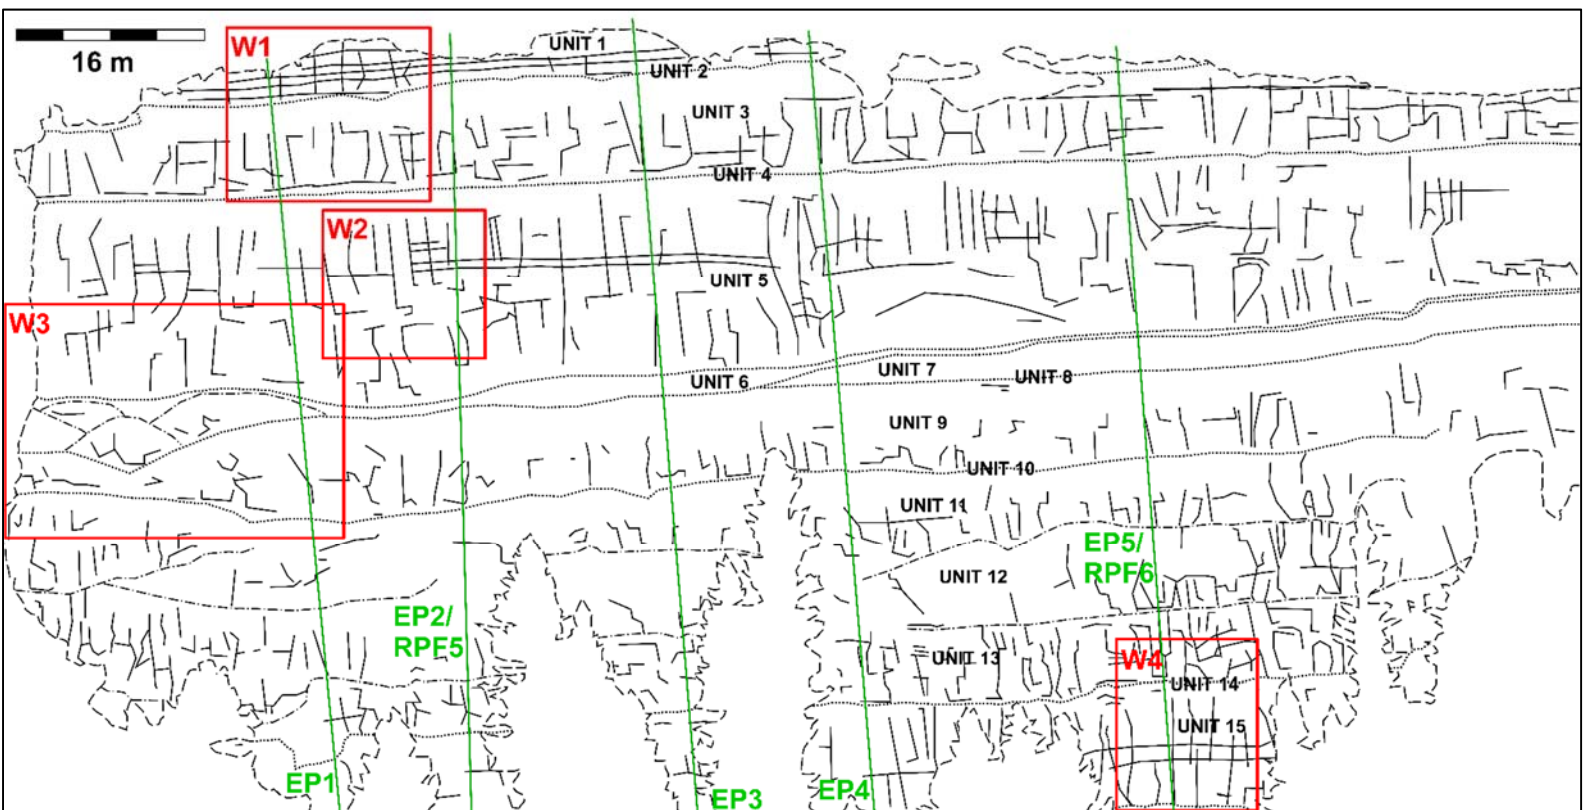 W1
UNIT 1
16 m
UNIT 2
UNIT 3
UNIT 4
W2
UNIT 5
W3
UNIT 6
UNIT 7
UNIT 8
UNIT 9
UNIT 10
UNIT 11
EP5/
RPF6
UNIT 12
EP2/
RPF5
UNIT 13
W4
UNIT 14
UNIT 15
EP1
EP3
EP4